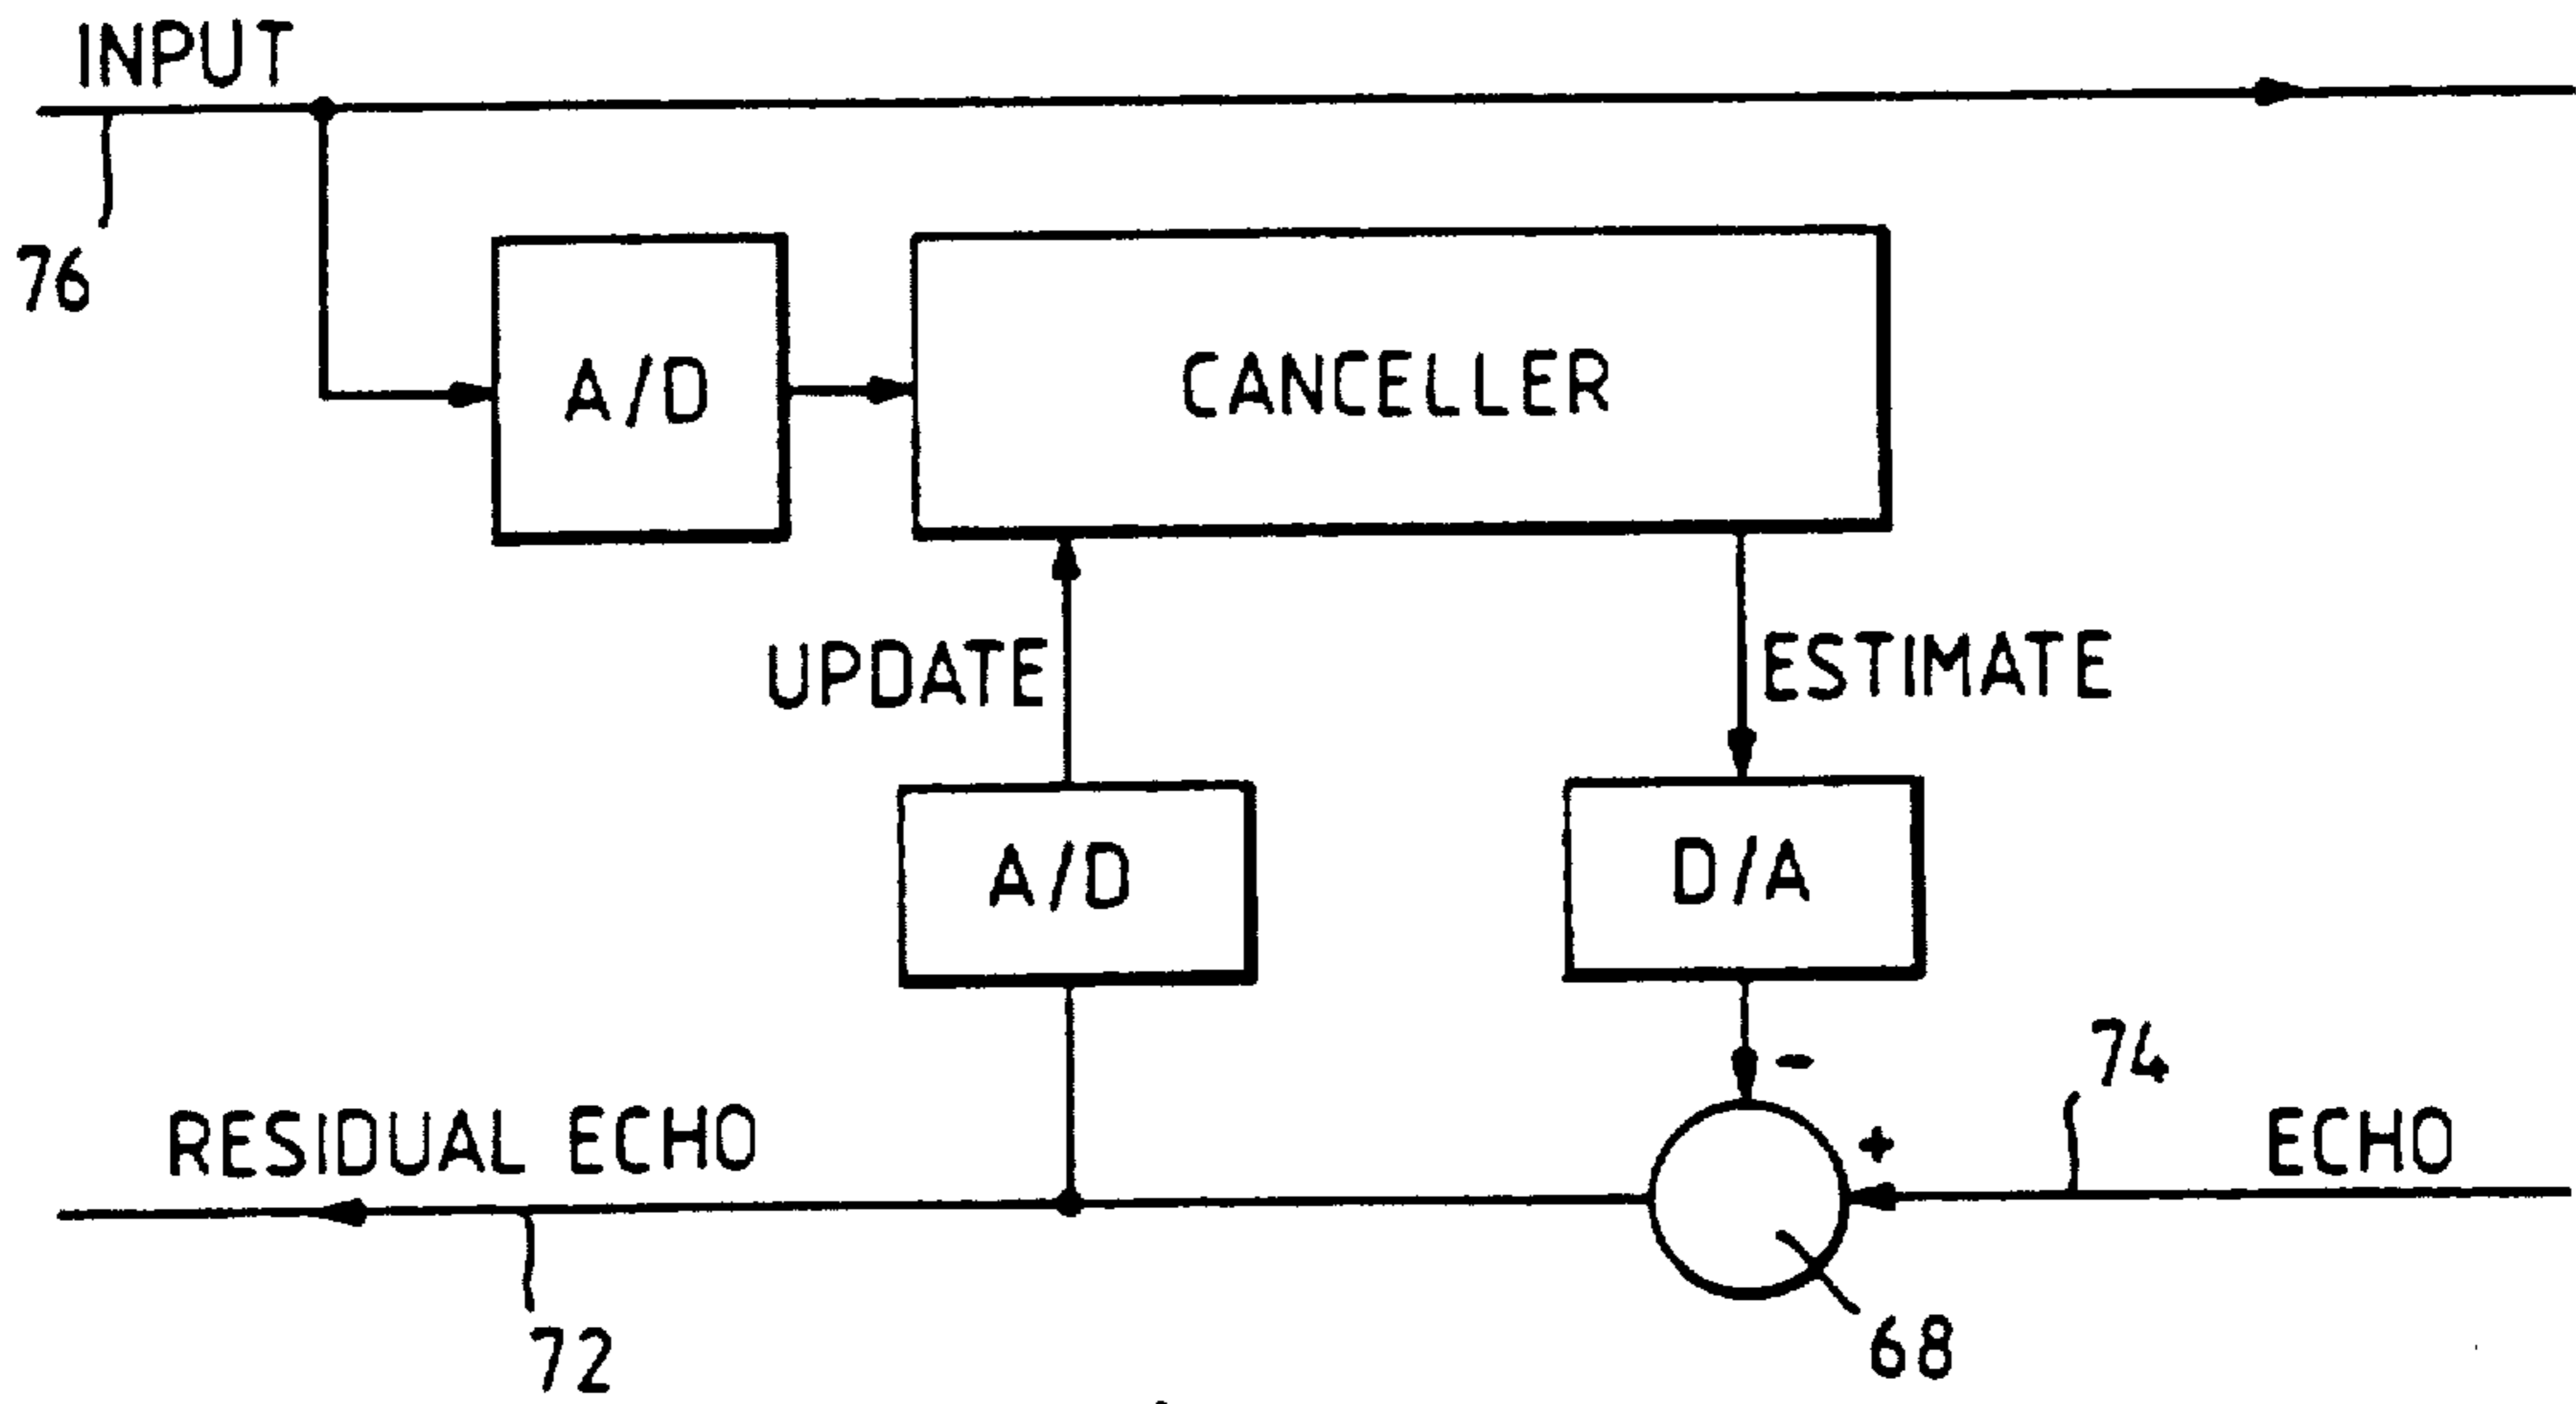 INPUT
76
A/D
CANCELLER
UPDATE
ESTIMATE
A/D
D/A
-
74
RESIDUAL ECHO
+
ECHO
72
68